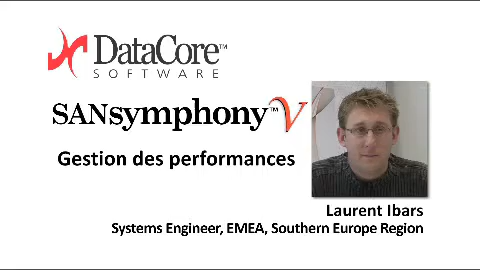 DataCore™
SOFTWARE
SANsymphony™V
Gestion des performances
Laurent Ibars
Systems Engineer, EMEA, Southern Europe Region